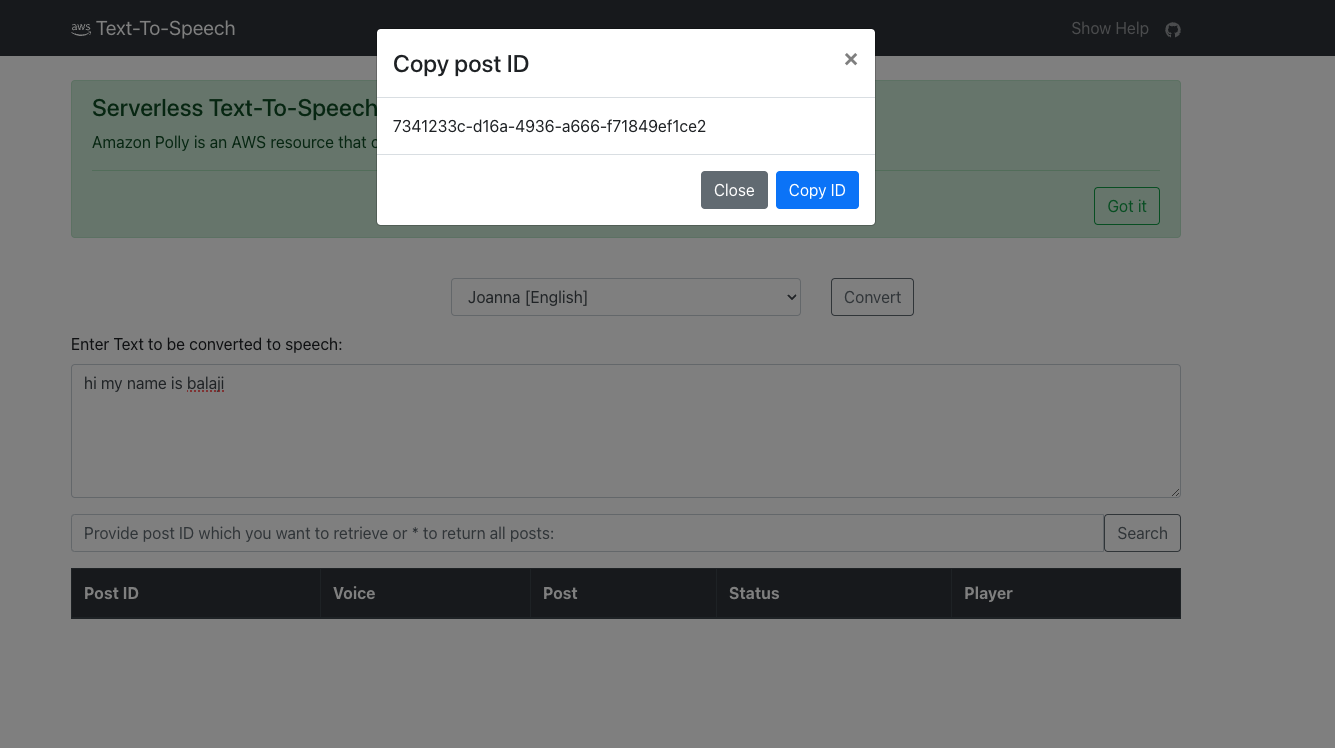 aws Text-To-Speech
Show Help
Copy post ID
×
Serverless Text-To-Speech
Amazon Polly is an AWS resource that
7341233c-d16a-4936-a666-f71849ef1ce2
Close
Copy ID
Got it
Joanna [English]
Convert
Enter Text to be converted to speech:
hi my name is balaji
Provide post ID which you want to retrieve or * to return all posts:
Search
Post ID Voice Post Status Player